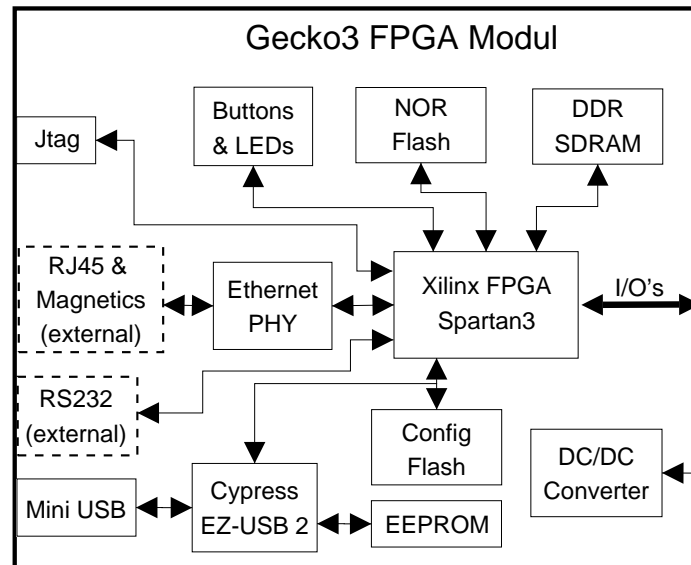 Gecko3 FPGA Modul
Buttons
& LEDs
NOR
Flash
DDR
SDRAM
Jtag
RJ45 &
Magnetics
(external)
Ethernet
PHY
Xilinx FPGA
Spartan3
I/O's
RS232
(external)
Config
Flash
DC/DC
Converter
Mini USB
Cypress
EZ-USB 2
EEPROM